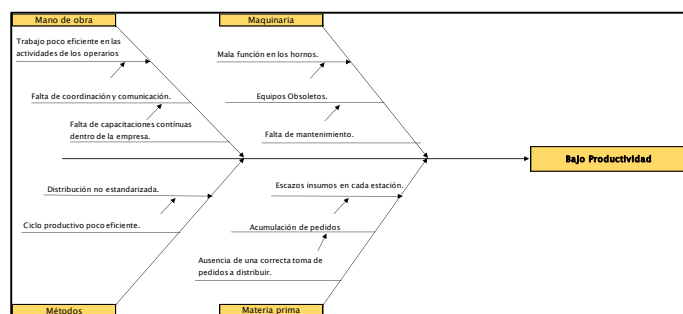 Mano de obra
Maquinaria
Trabajo poco eficiente en las
actividades de los operarios
Mala función en los hornos.
Falta de coordinación y comunicación.
Equipos Obsoletos.
Falta de capacitaciones contínuas
dentro de la empresa.
Falta de mantenimiento.
Bajo Productividad
Distribución no estandarizada.
Escazos insumos en cada estación.
Ciclo productivo poco eficiente.
Acumulación de pedidos
Ausencia de una correcta toma de
pedidos a distribuir.
Métodos
Materia prima